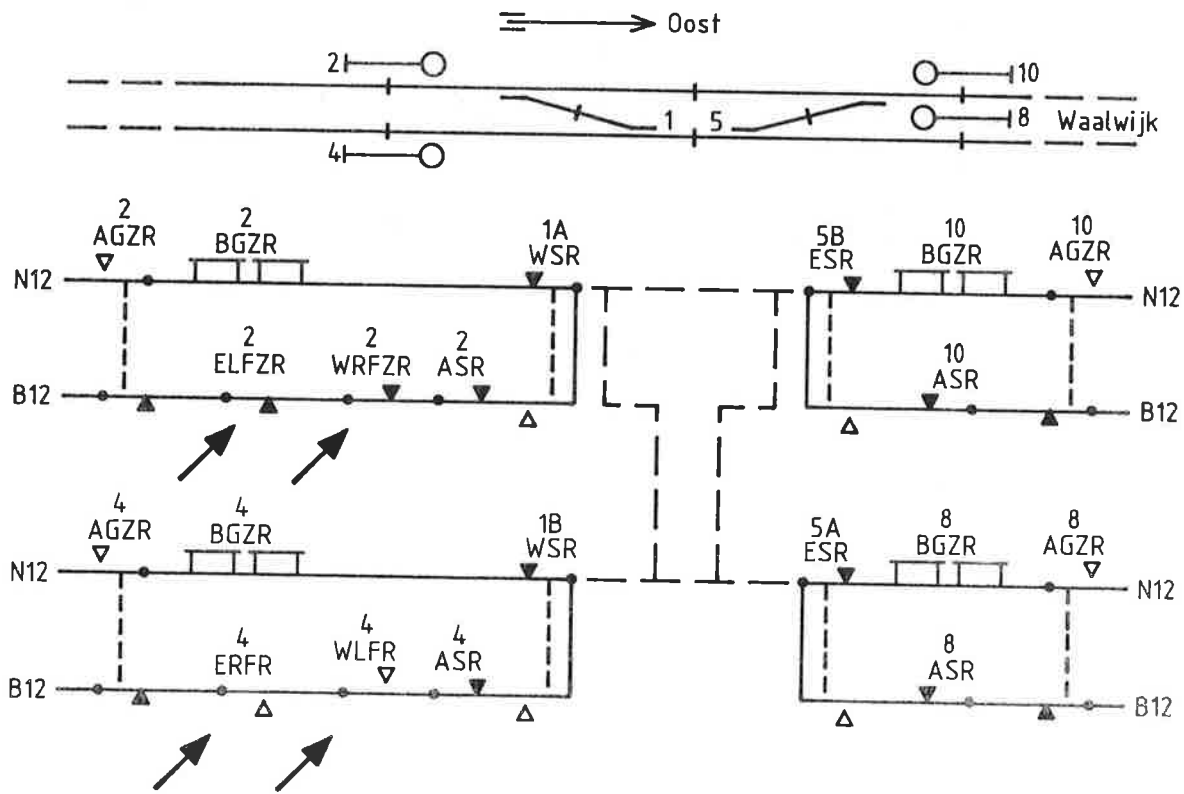 Oost
2
10
1 5
8
Waalwijk
4
2
AGZR
2
BGZR
1A
WSR
5B
ESR
10
BGZR
10
AGZR
N12
N12
2
ELFZR
2
WRFZR
2
ASR
10
ASR
B12
B12
4
AGZR
4
BGZR
1B
WSR
5A
ESR
8
BGZR
8
AGZR
N12
N12
4
ERFR
4
WLFR
4
ASR
8
ASR
B12
B12